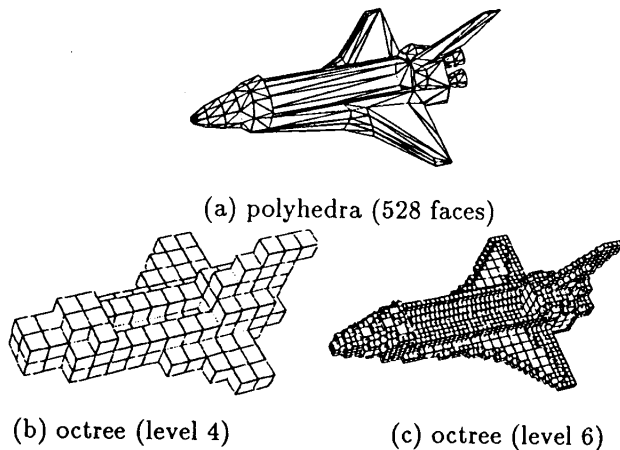 (a) polyhedra (528 faces)
(b) octree (level 4)
(c) octree (level 6)